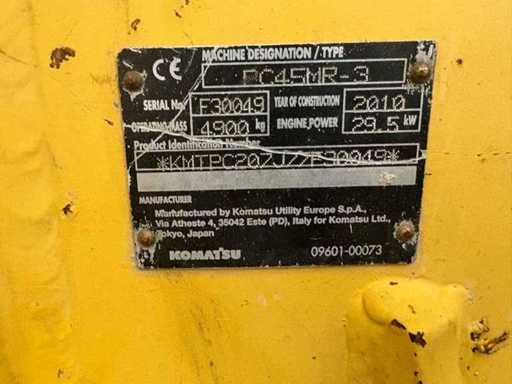 MACHINE DESIGNATION / TYPE
CE PC45MR-3
SERIAL No F30049 YEAR OF CONSTRUCTION 2010
OPERATING MASS 4900 kg ENGINE POWER 29.5 kW
Product Identification Number
MANUFACTURER
Manufactured by Komatsu Utility Europe S.p.A.,
Via Atheste 4, 35042 Este (PD), Italy for Komatsu Ltd.,
Tokyo, Japan
KOMATSU 09601-00073